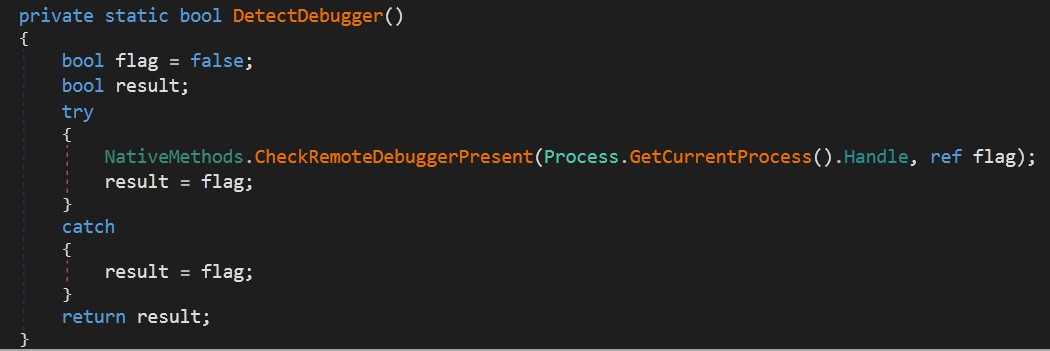 private static bool DetectDebugger()
{
    bool flag = false;
    bool result;
    try
    {
        NativeMethods.CheckRemoteDebuggerPresent(Process.GetCurrentProcess().Handle, ref flag);
        result = flag;
    }
    catch
    {
        result = flag;
    }
    return result;
}